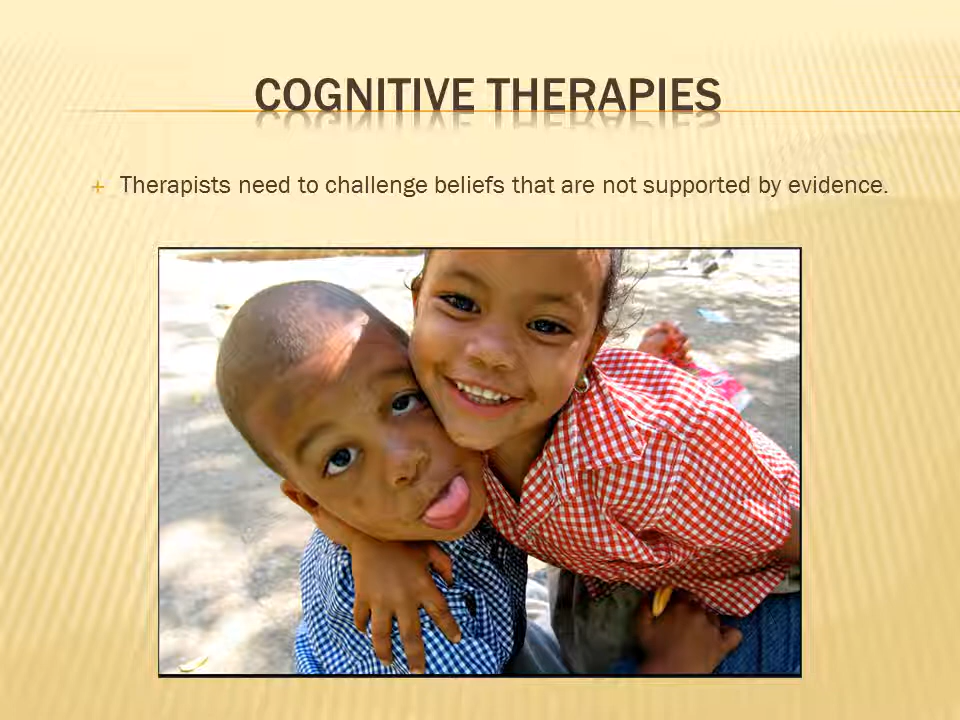 COGNITIVE THERAPIES
Therapists need to challenge beliefs that are not supported by evidence.